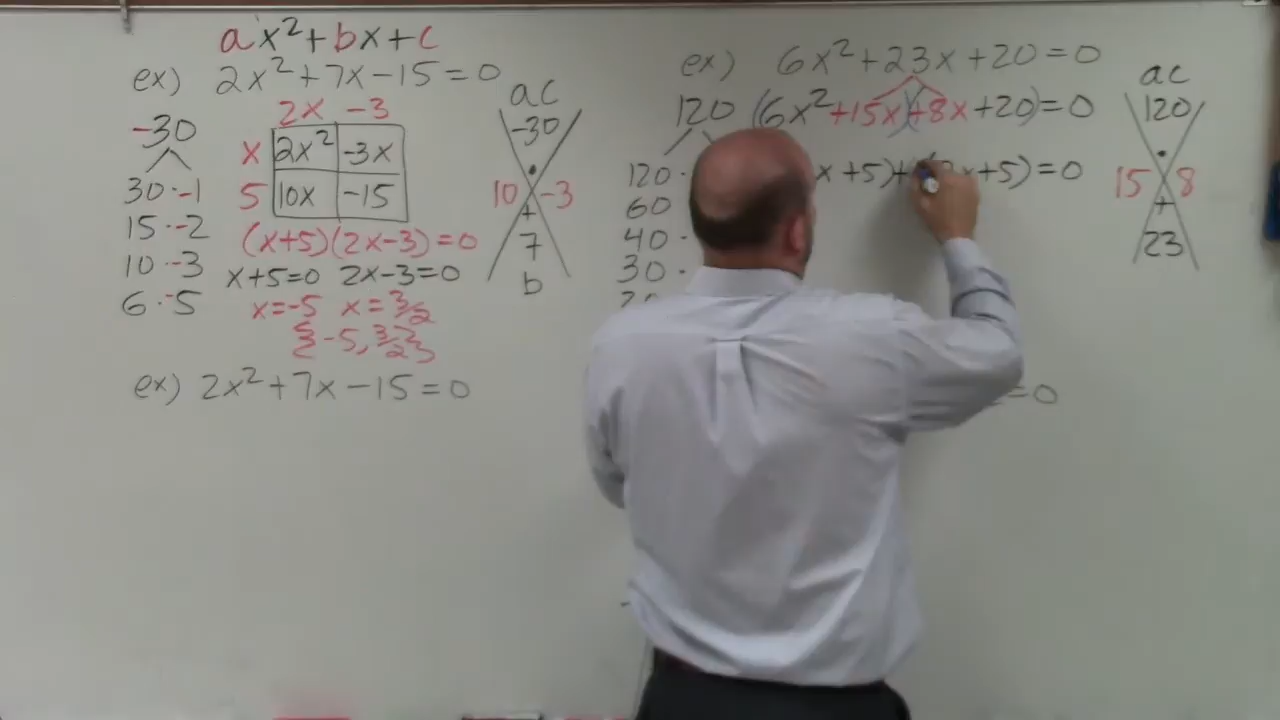 ax²+bx+c
ex) 2x²+7x-15=0
2x -3
-30
x 2x² -3x
30·-1
5 10x -15
15·-2
(x+5)(2x-3)=0
10·-3
x+5=0 2x-3=0
6·-5
x=-5 x=3/2
{-5, 3/2}
ac
-30
·
10 -3
+
7
b
ex) 2x²+7x-15=0
ex) 6x²+23x+20=0
120 (6x²+15x)(+8x+20)=0
120·
60
40·
30·
x+5)+( x+5)=0
=0
ac
120
·
15 8
+
23